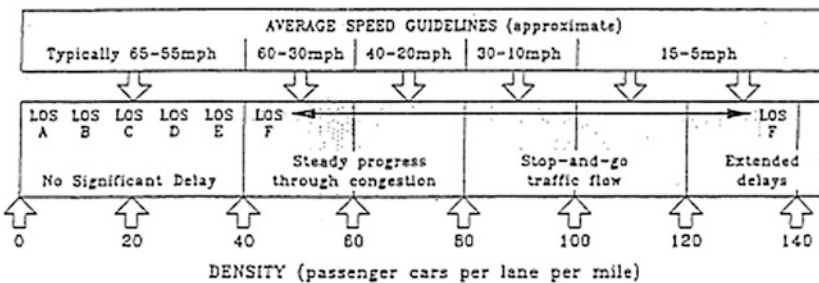 AVERAGE SPEED GUIDELINES (approximate)
Typically 65-55mph 60-30mph 40-20mph 30-10mph 15-5mph
LOS LOS LOS LOS LOS LOS LOS
A B C D E F F
Steady progress Stop-and-go Extended
No Significant Delay through congestion traffic flow delays
0 20 40 60 80 100 120 140
DENSITY (passenger cars per lane per mile)